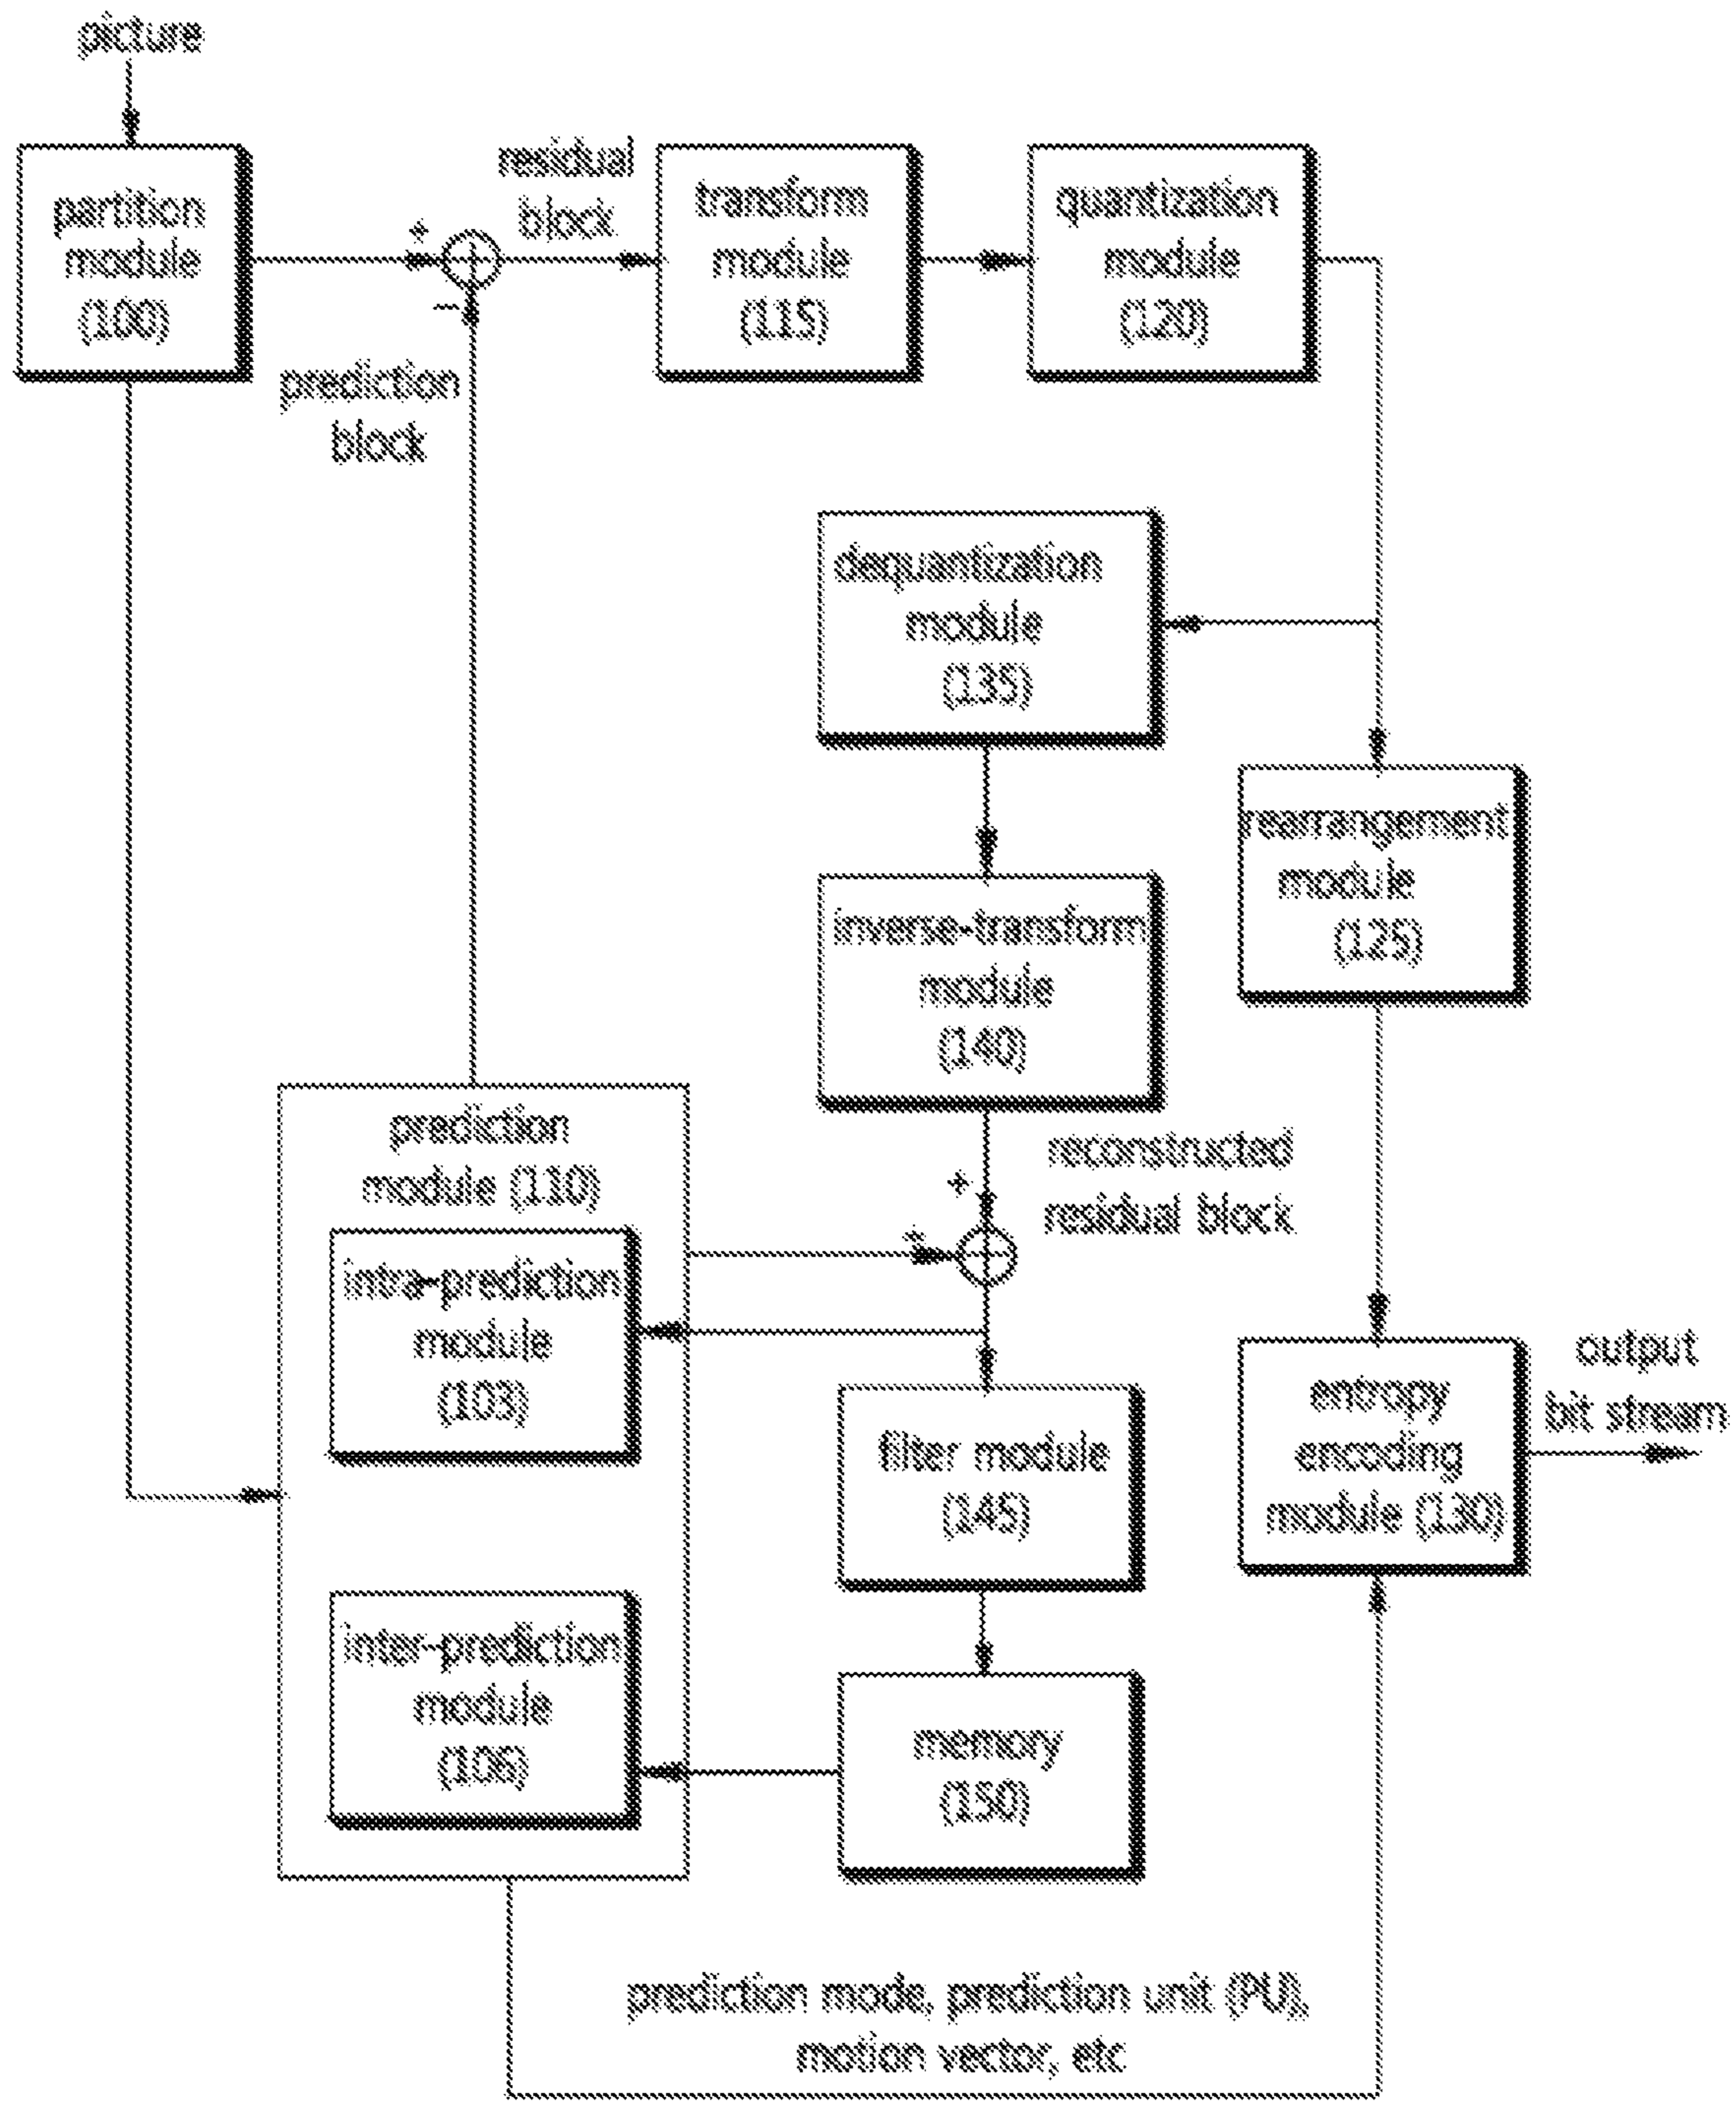 picture
partition
module
(100)
+
−
residual
block
transform
module
(115)
quantization
module
(120)
prediction
block
dequantization
module
(135)
rearrangement
module
(125)
inverse-transform
module
(140)
reconstructed
residual block
+
+
prediction
module (110)
intra-prediction
module
(103)
filter module
(145)
entropy
encoding
module (130)
output
bit stream
inter-prediction
module
(106)
memory
(150)
prediction mode, prediction unit (PU),
motion vector, etc